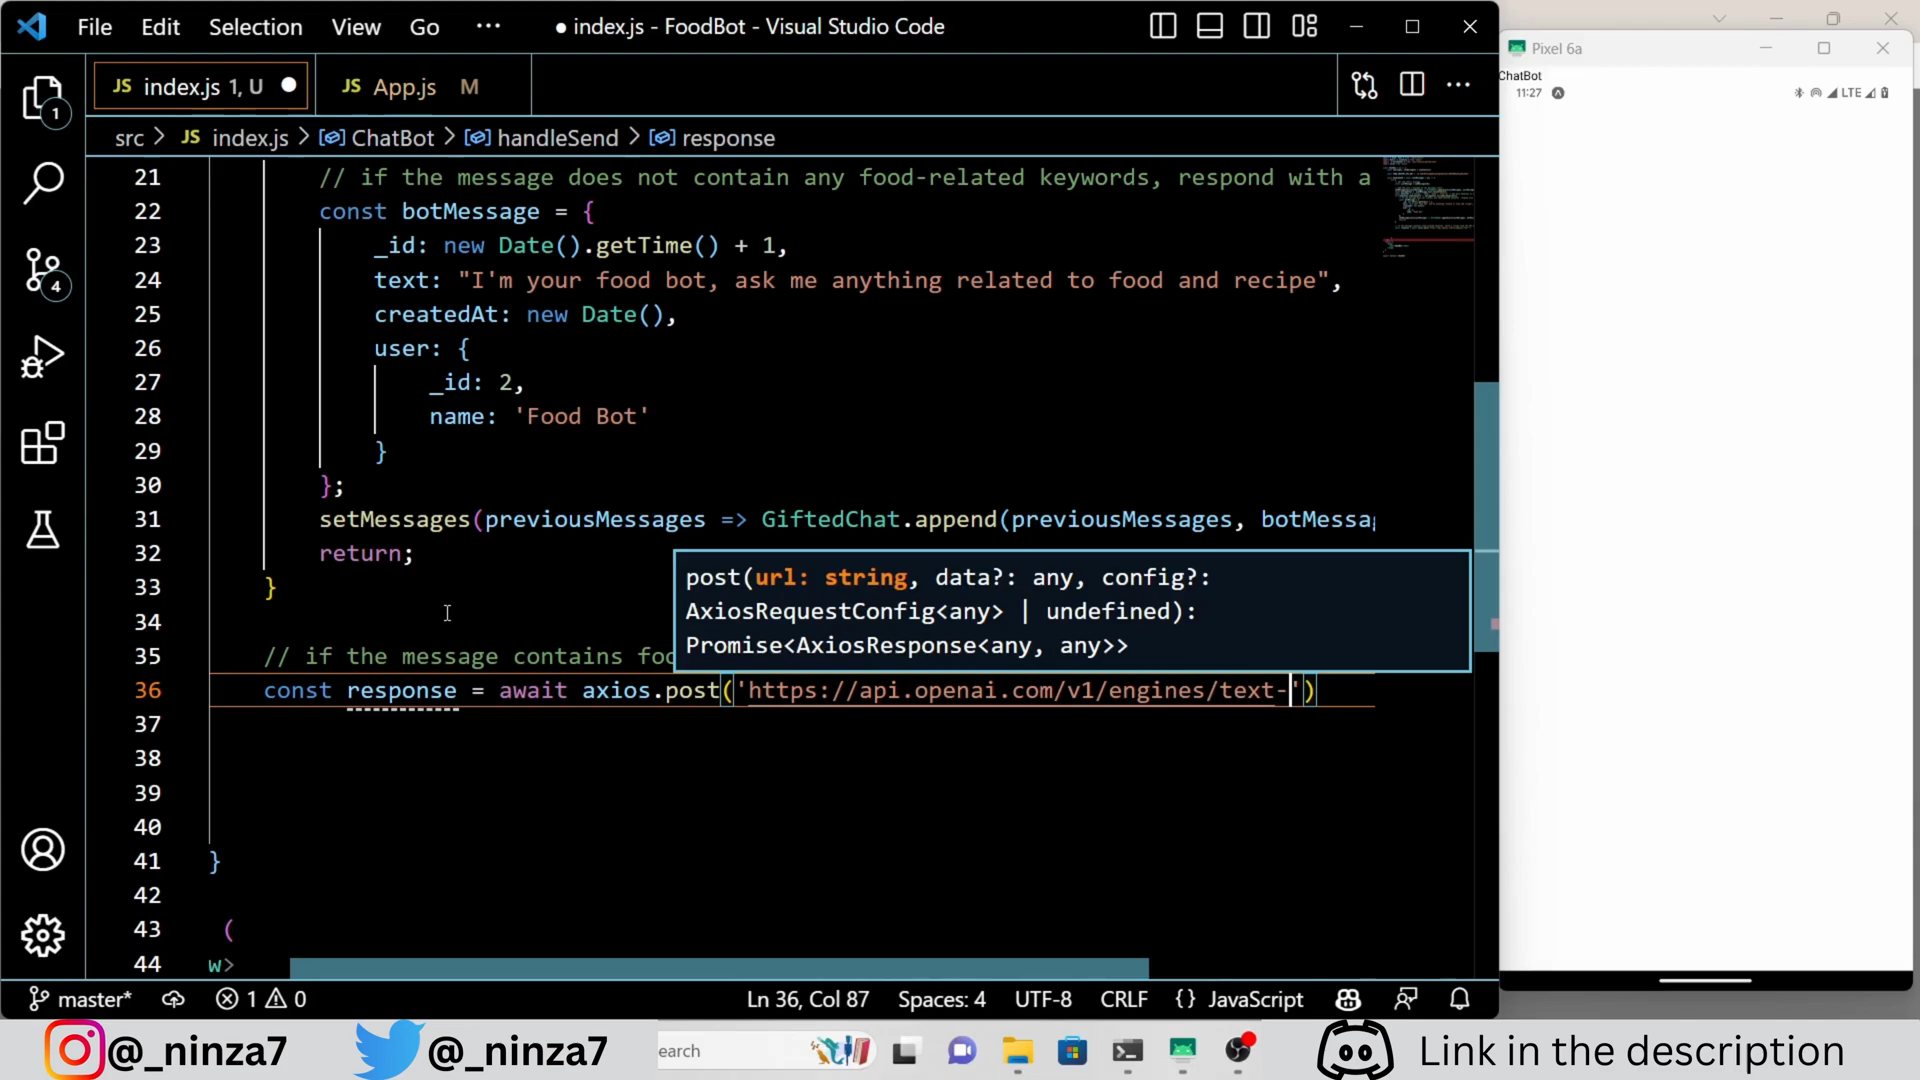 File Edit Selection View Go ··· ● index.js - FoodBot - Visual Studio Code
JS index.js 1, U ● JS App.js M
src > JS index.js > ChatBot > handleSend > response
21 // if the message does not contain any food-related keywords, respond with a
22 const botMessage = {
23 _id: new Date().getTime() + 1,
24 text: "I'm your food bot, ask me anything related to food and recipe",
25 createdAt: new Date(),
26 user: {
27 _id: 2,
28 name: 'Food Bot'
29 }
30 };
31 setMessages(previousMessages => GiftedChat.append(previousMessages, botMessag
32 return;
33 }
34
35 // if the message contains foo
post(url: string, data?: any, config?:
AxiosRequestConfig<any> | undefined):
Promise<AxiosResponse<any, any>>
36 const response = await axios.post('https://api.openai.com/v1/engines/text-')
37
38
39
40
41 }
42
43 (
44 w>
1
4
master* 1 0 Ln 36, Col 87 Spaces: 4 UTF-8 CRLF {} JavaScript
Pixel 6a
ChatBot
11:27 LTE
@_ninza7 @_ninza7 earch Link in the description